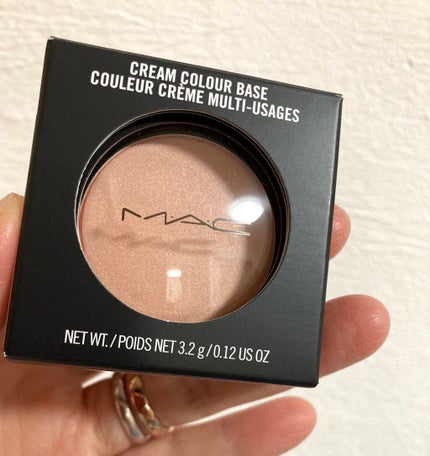 CREAM COLOUR BASE
COULEUR CRÈME MULTI-USAGES
MAC
NET WT./POIDS NET 3.2 g/0.12 US OZ